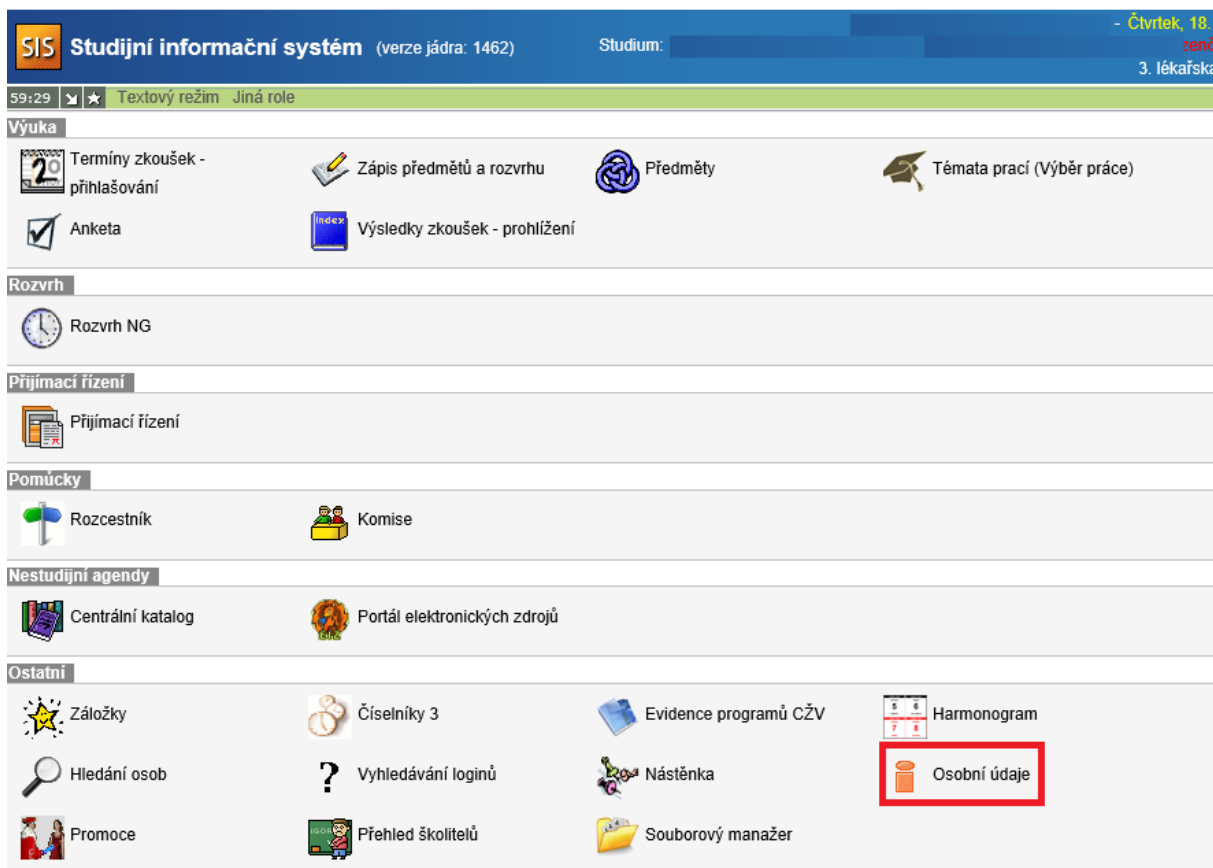 - Čtvrtek, 18.
SIS Studijní informační systém (verze jádra: 1462) Studium:
3. lékařska
59:29 Textový režim Jiná role
Výuka
Termíny zkoušek -
přihlašování
Zápis předmětů a rozvrhu
Předměty
Témata prací (Výběr práce)
Anketa
Index
Výsledky zkoušek - prohlížení
Rozvrh
Rozvrh NG
Přijímací řízení
Přijímací řízení
Pomůcky
Rozcestník
Komise
Nestudijní agendy
Centrální katalog
Portál elektronických zdrojů
Ostatní
Záložky
Číselníky 3
Evidence programů CŽV
Harmonogram
Hledání osob
Vyhledávání loginů
Nástěnka
Osobní údaje
Promoce
IGOR
Přehled školitelů
Souborový manažer